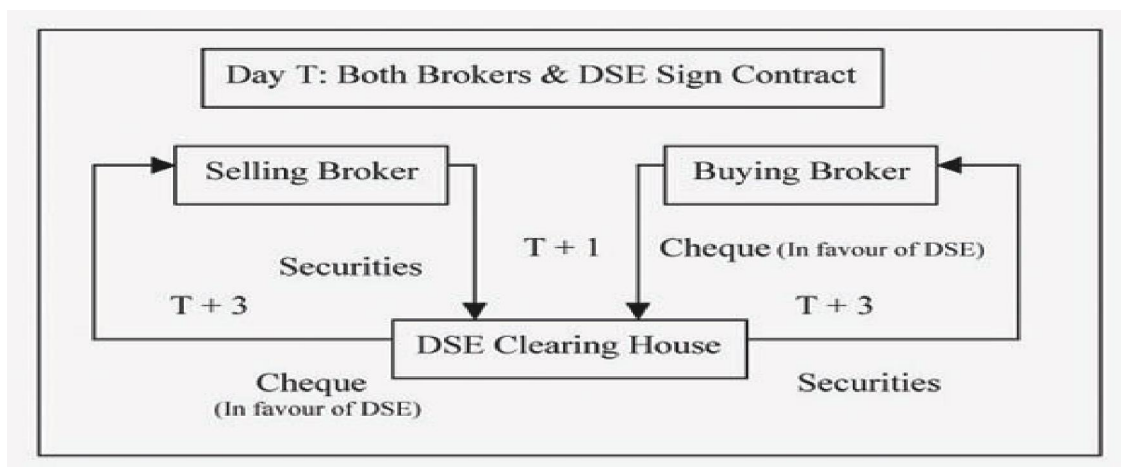 Day T: Both Brokers & DSE Sign Contract
Selling Broker
Buying Broker
T + 1
Cheque (In favour of DSE)
Securities
T + 3
T + 3
DSE Clearing House
Cheque
(In favour of DSE)
Securities